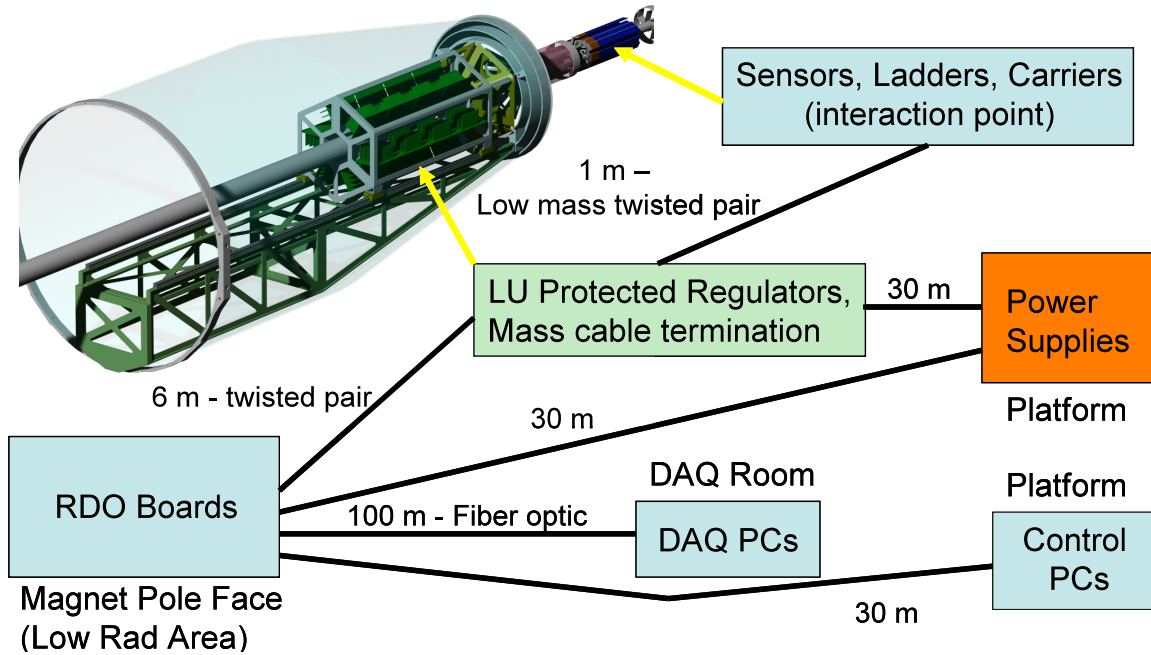 Sensors, Ladders, Carriers
(interaction point)
1 m –
Low mass twisted pair
LU Protected Regulators,
Mass cable termination
30 m
Power
Supplies
Platform
6 m - twisted pair
30 m
RDO Boards
Magnet Pole Face
(Low Rad Area)
100 m - Fiber optic
DAQ Room
DAQ PCs
Platform
Control
PCs
30 m